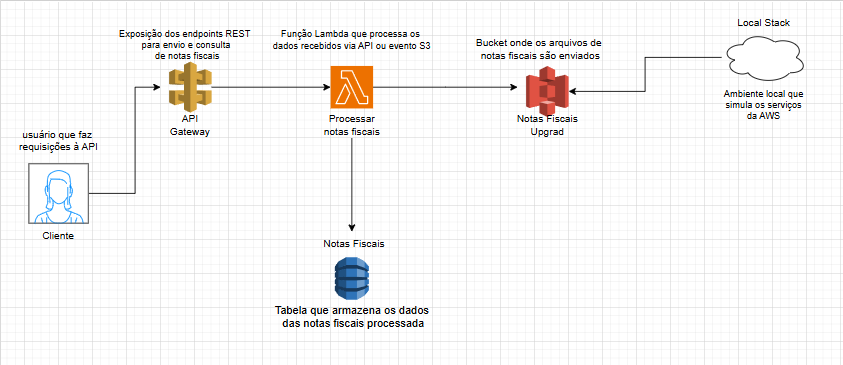 Exposição dos endpoints REST
para envio e consulta
de notas fiscais
Função Lambda que processa os
dados recebidos via API ou evento S3
Bucket onde os arquivos de
notas fiscais são enviados
Local Stack
Ambiente local que
simula os serviços
da AWS
API
Gateway
Processar
notas fiscais
Notas Fiscais
Upgrad
usuário que faz
requisições à API
Cliente
Notas Fiscais
Tabela que armazena os dados
das notas fiscais processada